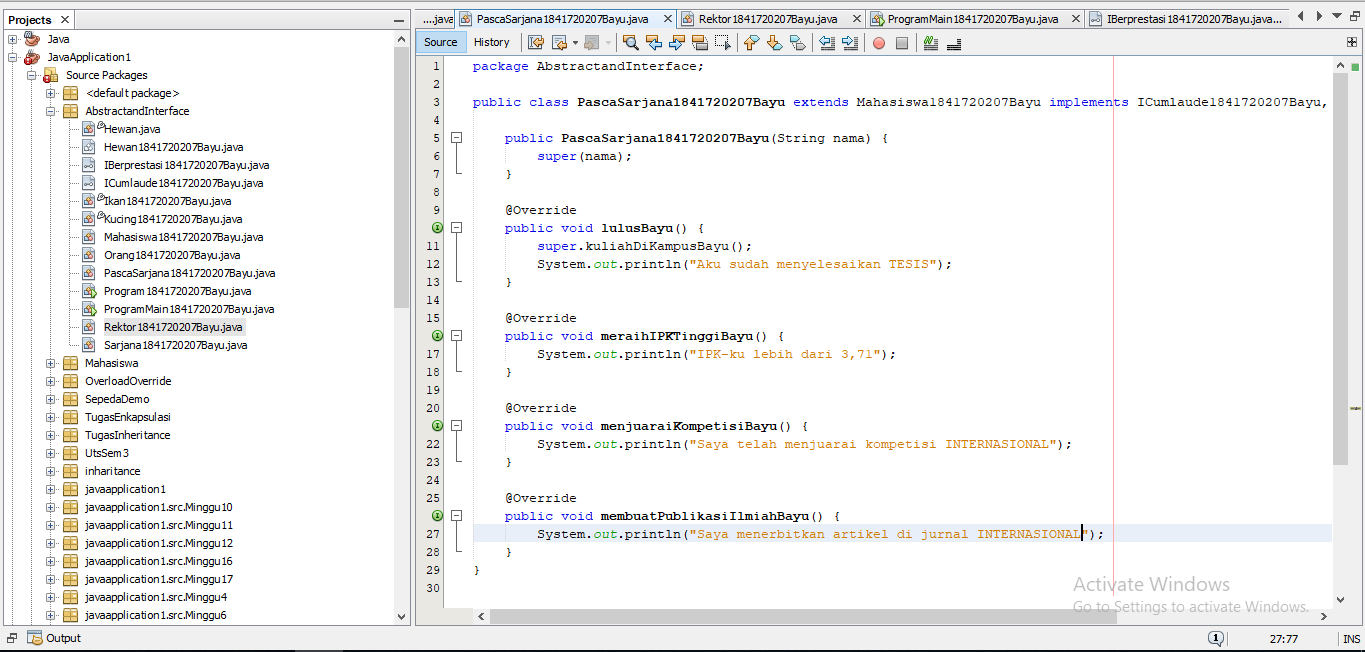 Projects
Java
JavaApplication1
Source Packages
<default package>
AbstractandInterface
Hewan.java
Hewan1841720207Bayu.java
IBerprestasi1841720207Bayu.java
ICumlaude1841720207Bayu.java
Ikan1841720207Bayu.java
Kucing1841720207Bayu.java
Mahasiswa1841720207Bayu.java
Orang1841720207Bayu.java
PascaSarjana1841720207Bayu.java
Program1841720207Bayu.java
ProgramMain1841720207Bayu.java
Rektor1841720207Bayu.java
Sarjana1841720207Bayu.java
Mahasiswa
OverloadOverride
SepedaDemo
TugasEnkapsulasi
TugasInheritance
UtsSem3
inharitance
javaapplication1
javaapplication1.src.Minggu10
javaapplication1.src.Minggu11
javaapplication1.src.Minggu12
javaapplication1.src.Minggu16
javaapplication1.src.Minggu17
javaapplication1.src.Minggu4
javaapplication1.src.Minggu6
....java PascaSarjana1841720207Bayu.java Rektor1841720207Bayu.java ProgramMain1841720207Bayu.java IBerprestasi1841720207Bayu.java...
Source History
1 package AbstractandInterface;
2
3 public class PascaSarjana1841720207Bayu extends Mahasiswa1841720207Bayu implements ICumlaude1841720207Bayu,
4
5 public PascaSarjana1841720207Bayu(String nama) {
6 super(nama);
7 }
8
9 @Override
public void lulusBayu() {
11 super.kuliahDiKampusBayu();
12 System.out.println("Aku sudah menyelesaikan TESIS");
13 }
14
15 @Override
public void meraihIPKTinggiBayu() {
17 System.out.println("IPK-ku lebih dari 3,71");
18 }
19
20 @Override
public void menjuaraiKompetisiBayu() {
22 System.out.println("Saya telah menjuarai kompetisi INTERNASIONAL");
23 }
24
25 @Override
public void membuatPublikasiIlmiahBayu() {
27 System.out.println("Saya menerbitkan artikel di jurnal INTERNASIONAL");
28 }
29 }
30
Activate Windows
Go to Settings to activate Windows.
Output
1
27:77
INS